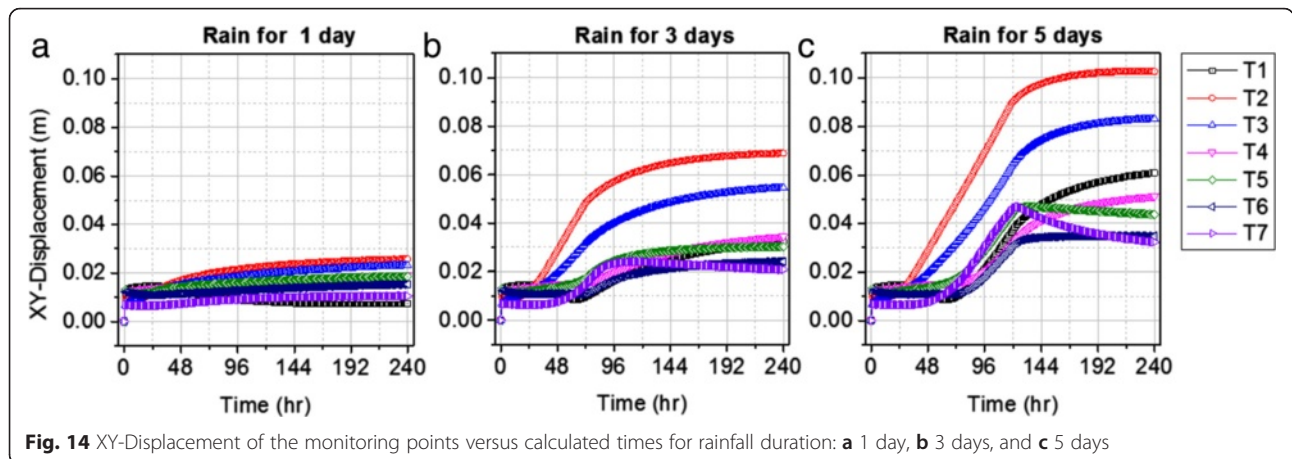 a
Rain for 1 day
b
Rain for 3 days
c
Rain for 5 days
XY-Displacement (m)
0.10
0.08
0.06
0.04
0.02
0.00
0 48 96 144 192 240
Time (hr)
0.10
0.08
0.06
0.04
0.02
0.00
0 48 96 144 192 240
Time (hr)
0.10
0.08
0.06
0.04
0.02
0.00
0 48 96 144 192 240
Time (hr)
T1
T2
T3
T4
T5
T6
T7
Fig. 14 XY-Displacement of the monitoring points versus calculated times for rainfall duration: a 1 day, b 3 days, and c 5 days